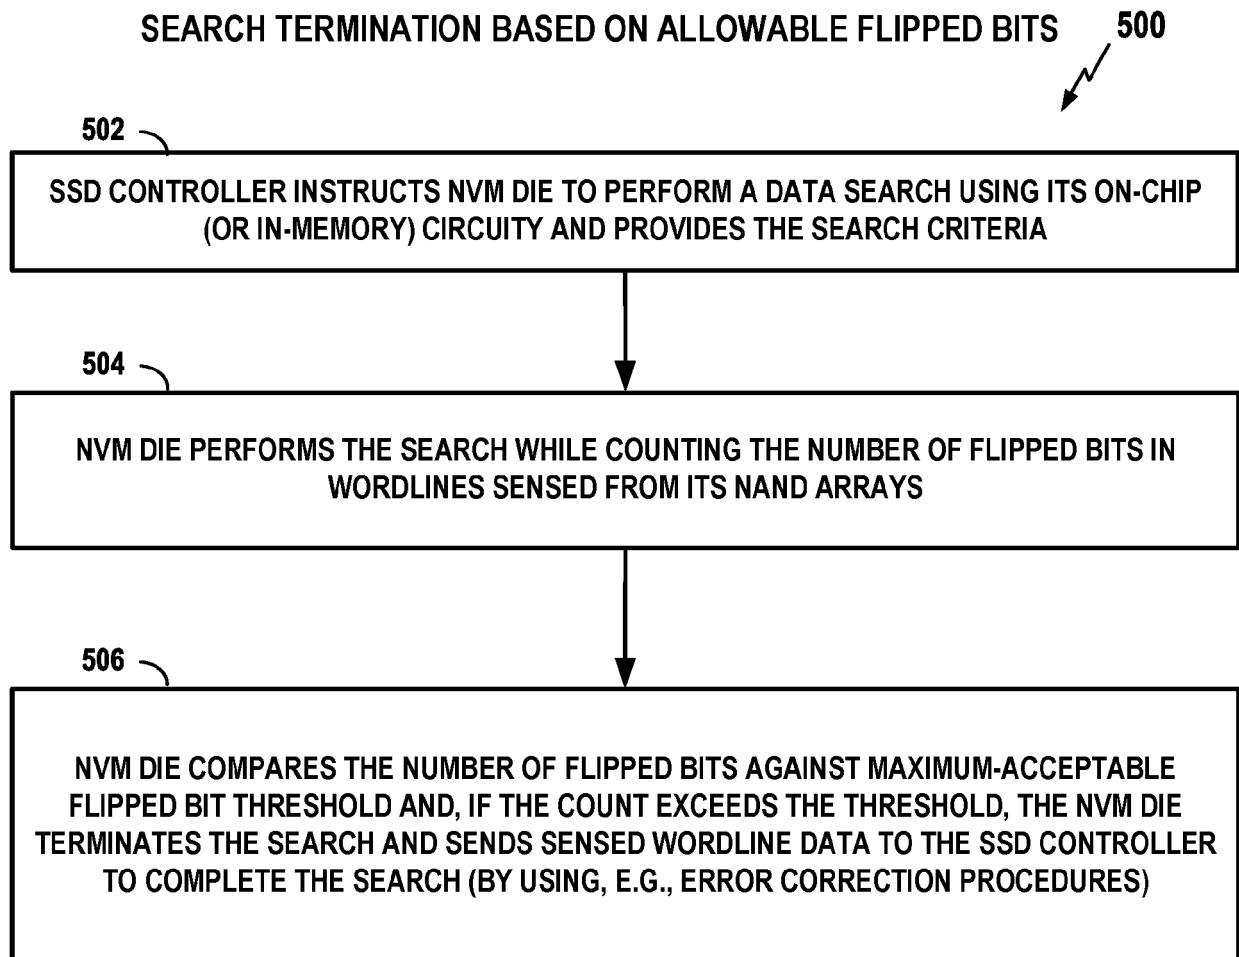 SEARCH TERMINATION BASED ON ALLOWABLE FLIPPED BITS 500
502
SSD CONTROLLER INSTRUCTS NVM DIE TO PERFORM A DATA SEARCH USING ITS ON-CHIP
(OR IN-MEMORY) CIRCUITY AND PROVIDES THE SEARCH CRITERIA
504
NVM DIE PERFORMS THE SEARCH WHILE COUNTING THE NUMBER OF FLIPPED BITS IN
WORDLINES SENSED FROM ITS NAND ARRAYS
506
NVM DIE COMPARES THE NUMBER OF FLIPPED BITS AGAINST MAXIMUM-ACCEPTABLE
FLIPPED BIT THRESHOLD AND, IF THE COUNT EXCEEDS THE THRESHOLD, THE NVM DIE
TERMINATES THE SEARCH AND SENDS SENSED WORDLINE DATA TO THE SSD CONTROLLER
TO COMPLETE THE SEARCH (BY USING, E.G., ERROR CORRECTION PROCEDURES)